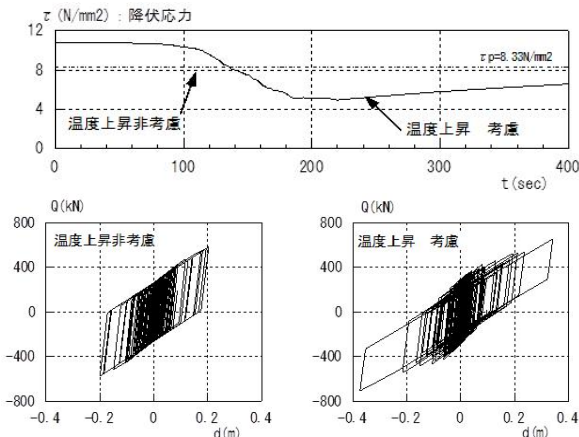 τ (N/mm2) : 降伏応力
12
8
4
0
τp=8.33N/mm2
温度上昇非考慮
温度上昇 考慮
0 100 200 300 400
t(sec)
Q(kN)
800
400
0
-400
-800
温度上昇非考慮
-0.4 -0.2 0 0.2 0.4
d(m)
Q(kN)
800
400
0
-400
-800
温度上昇 考慮
-0.4 -0.2 0 0.2 0.4
d(m)